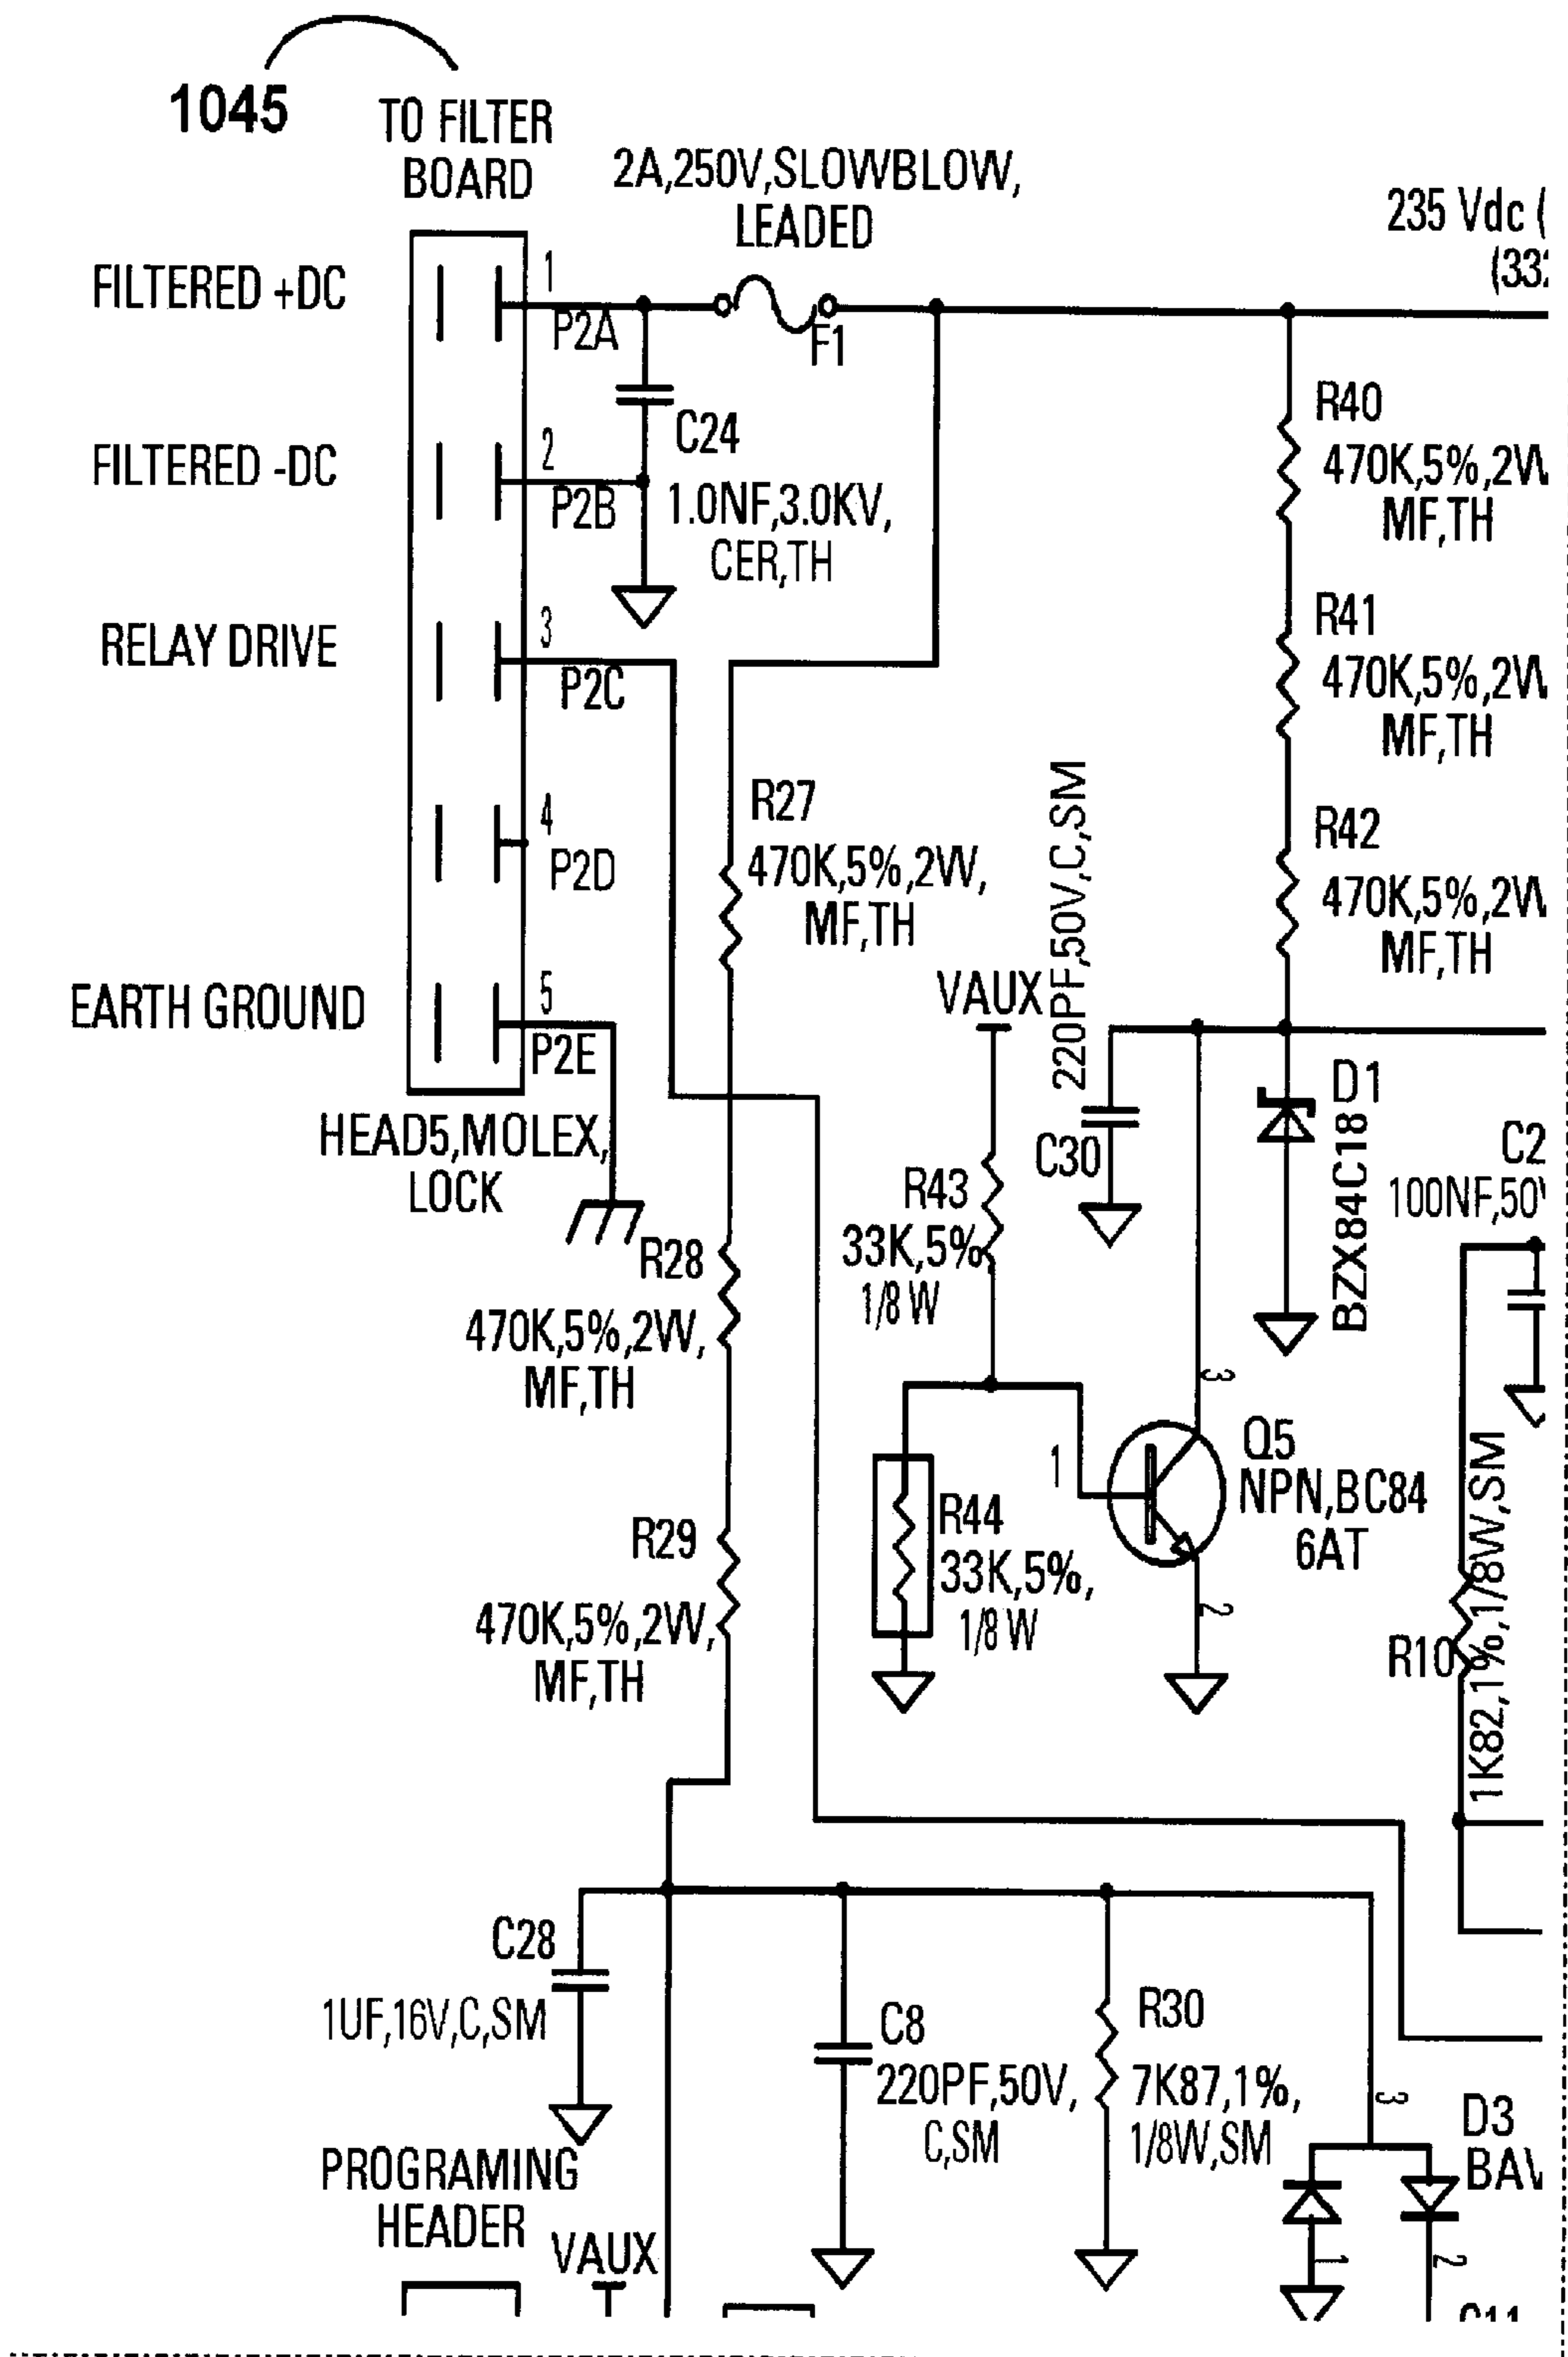 1045
TO FILTER
BOARD
2A,250V,SLOWBLOW,
LEADED
235 Vdc (
(332
FILTERED +DC
1
P2A
F1
C24
1.0NF,3.0KV,
CER,TH
FILTERED -DC
2
P2B
RELAY DRIVE
3
P2C
4
P2D
EARTH GROUND
5
P2E
HEAD5,MOLEX,
LOCK
R40
470K,5%,2W
MF,TH
R41
470K,5%,2W
MF,TH
R42
470K,5%,2W
MF,TH
R27
470K,5%,2W,
MF,TH
VAUX
220PF,50V,C,SM
C30
D1
BZX84C18
C2
100NF,50V
R43
33K,5%
1/8 W
R28
470K,5%,2W,
MF,TH
3
1
Q5
NPN,BC84
6AT
2
R44
33K,5%,
1/8 W
R29
470K,5%,2W,
MF,TH
R10
1K82,1%,1/8W,SM
C28
1UF,16V,C,SM
C8
220PF,50V,
C,SM
R30
7K87,1%,
1/8W,SM
3
D3
BAV
1
2
PROGRAMING
HEADER
VAUX
C11